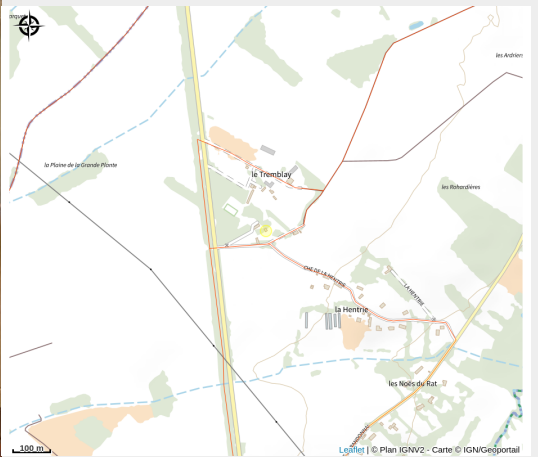 les Ardriers
la Plaine de la Grande Plante
le Tremblay
les Rohardières
CHE DE LA HENTRIE
LA HENTRIE
la Hentrie
les Noës du Rat
100 m
Leaflet | © Plan IGNV2 - Carte © IGN/Geoportail